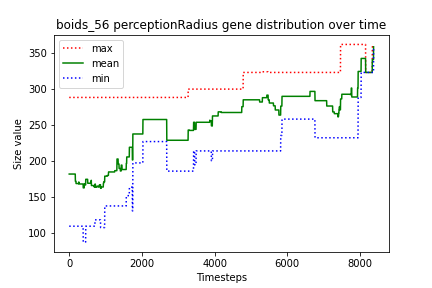 boids_56 perceptionRadius gene distribution over time
max
mean
min
350
300
250
200
150
100
Size value
0 2000 4000 6000 8000
Timesteps